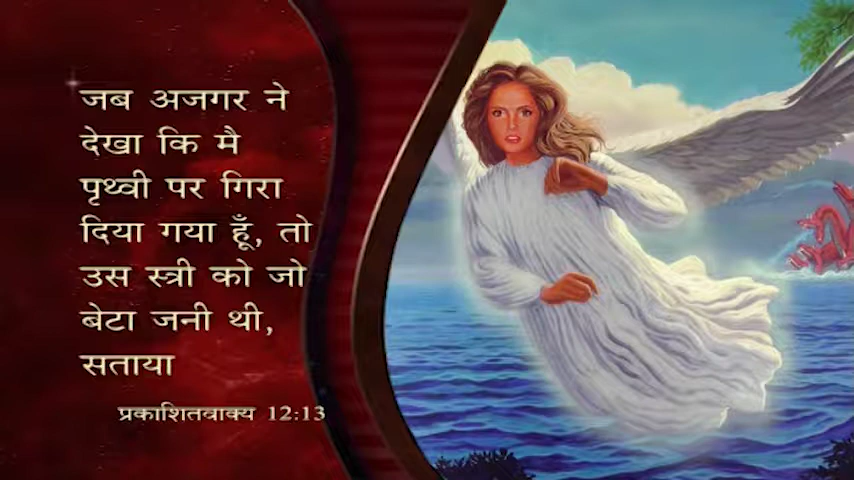 जब अजगर ने
देखा कि मै
पृथ्वी पर गिरा
दिया गया हूँ, तो
उस स्त्री को जो
बेटा जनी थी,
सताया
प्रकाशितवाक्य 12:13